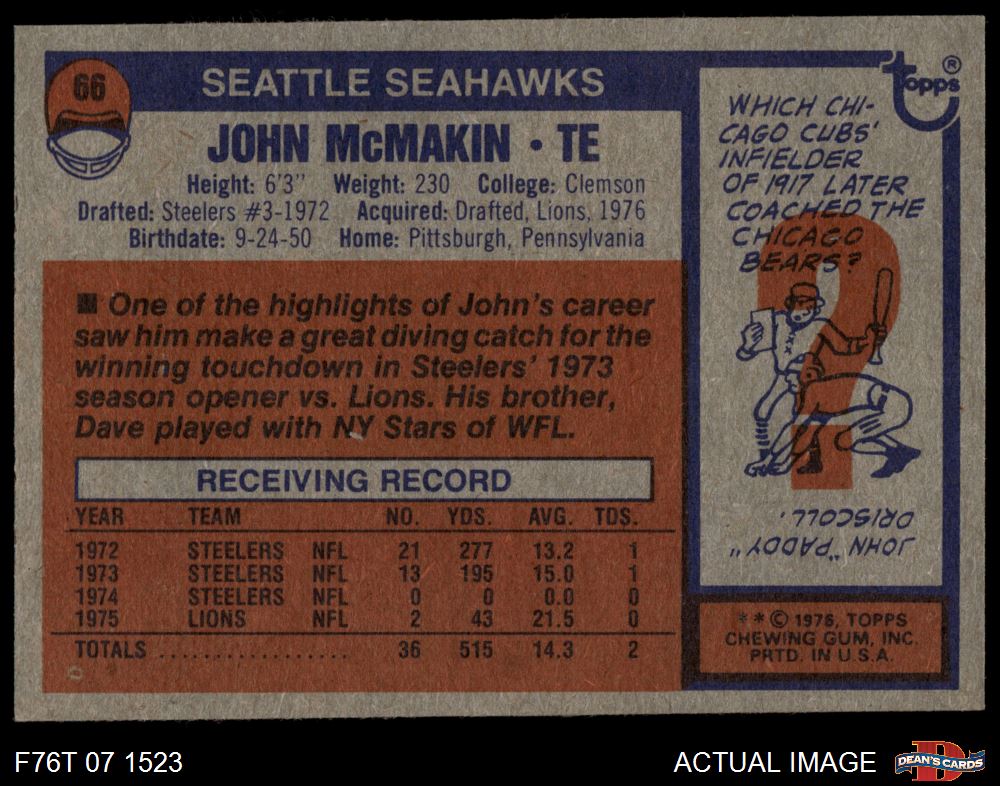 66
SEATTLE SEAHAWKS
JOHN McMAKIN · TE
Height: 6'3" Weight: 230 College: Clemson
Drafted: Steelers #3-1972 Acquired: Drafted, Lions, 1976
Birthdate: 9-24-50 Home: Pittsburgh, Pennsylvania
■ One of the highlights of John's career
saw him make a great diving catch for the
winning touchdown in Steelers' 1973
season opener vs. Lions. His brother,
Dave played with NY Stars of WFL.
RECEIVING RECORD
YEAR TEAM NO. YDS. AVG. TDS.
1972 STEELERS NFL 21 277 13.2 1
1973 STEELERS NFL 13 195 15.0 1
1974 STEELERS NFL 0 0 0.0 0
1975 LIONS NFL 2 43 21.5 0
TOTALS .................. 36 515 14.3 2
D
topps ®
WHICH CHI-
CAGO CUBS'
INFIELDER
OF 1917 LATER
COACHED THE
CHICAGO
BEARS?
?
JOHN "PADDY"
DRISCOLL.
* * © 1976, TOPPS
CHEWING GUM, INC.
PRTD. IN U.S.A.
F76T 07 1523
ACTUAL IMAGE
D
DEAN'S CARDS